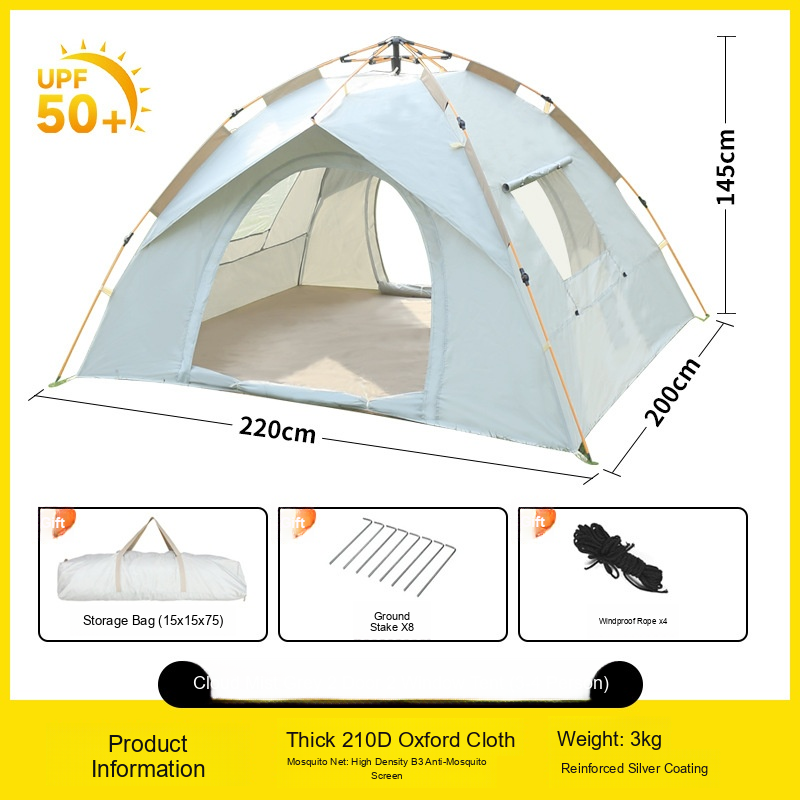 UPF
50+
145cm
200cm
220cm
Storage Bag (15x15x75)
Ground
Stake X8
Windproof Rope x4
Product
Information
Thick 210D Oxford Cloth
Mosquito Net: High Density B3 Anti-Mosquito
Screen
Weight: 3kg
Reinforced Silver Coating